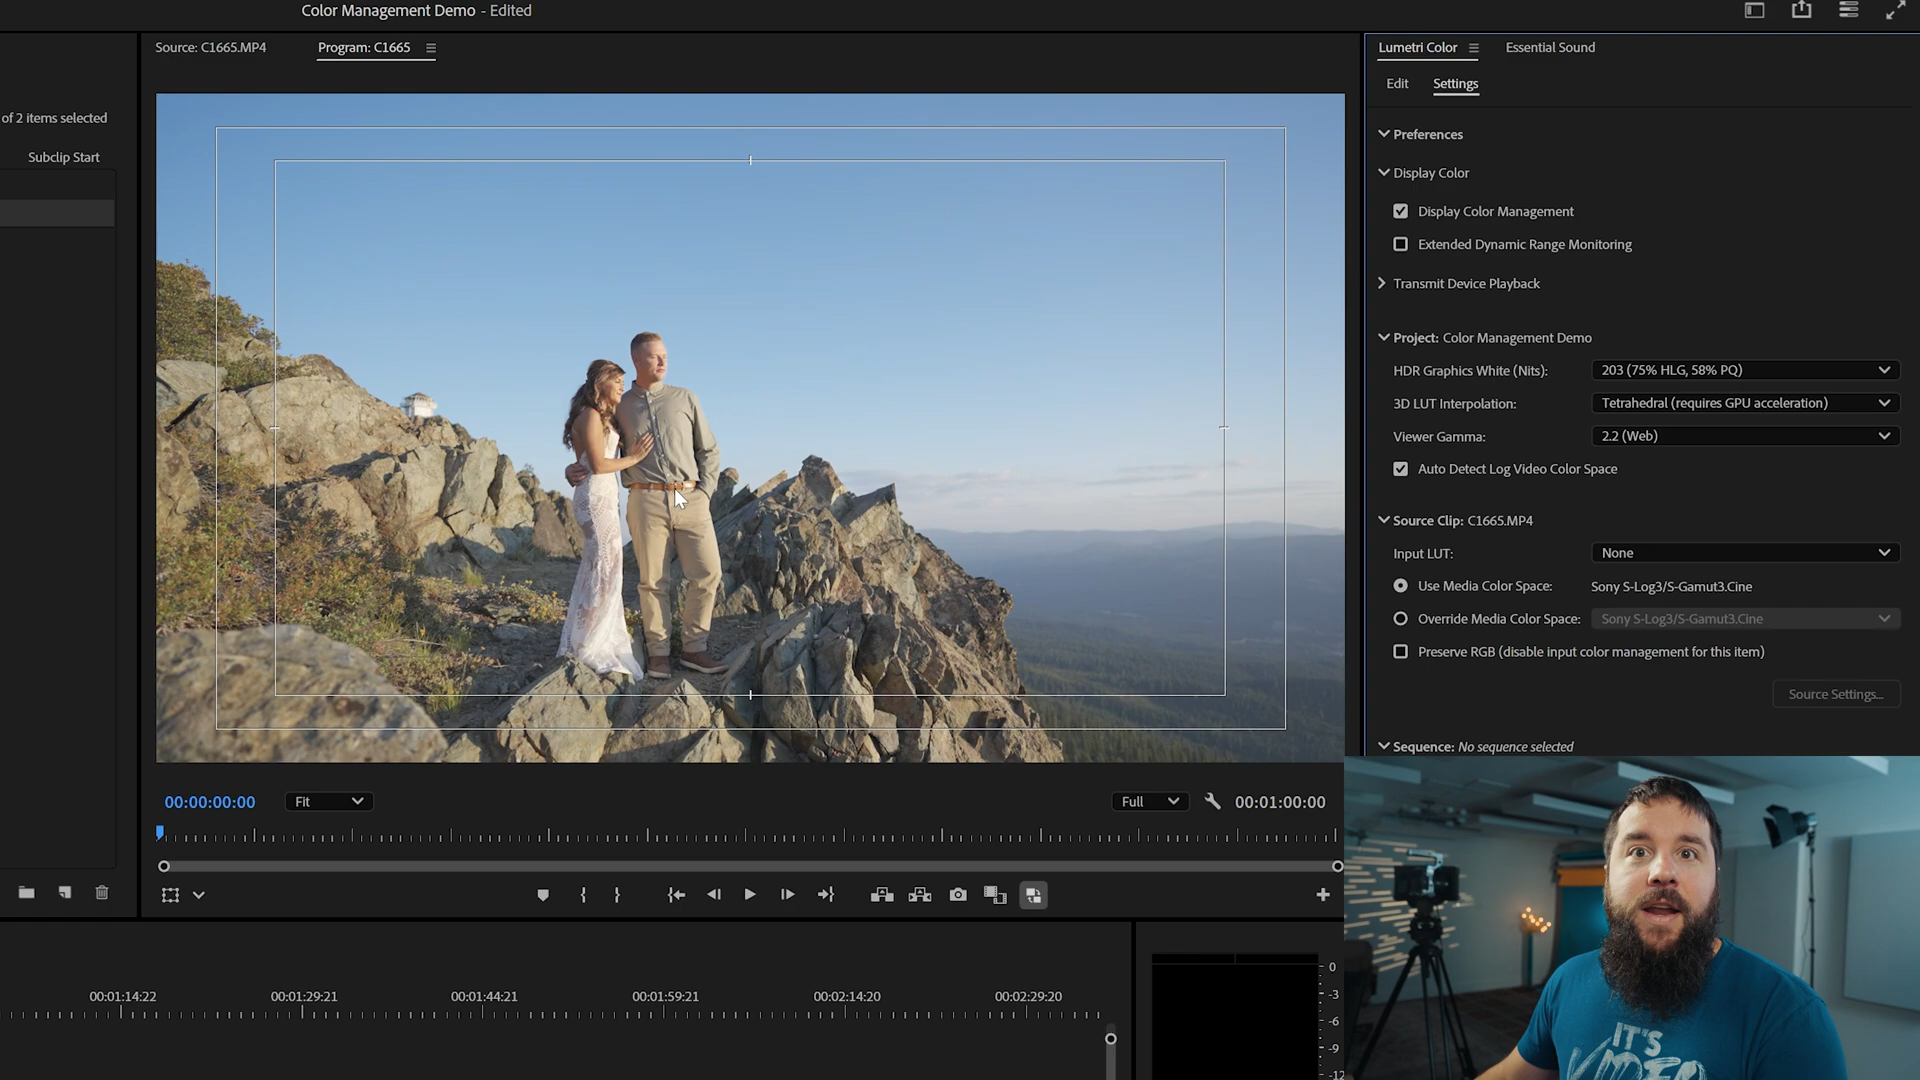 Color Management Demo - Edited
Source: C1665.MP4
Program: C1665
Lumetri Color
Essential Sound
Edit
Settings
of 2 items selected
Subclip Start
Preferences
Display Color
Display Color Management
Extended Dynamic Range Monitoring
Transmit Device Playback
Project: Color Management Demo
HDR Graphics White (Nits): 203 (75% HLG, 58% PQ)
3D LUT Interpolation: Tetrahedral (requires GPU acceleration)
Viewer Gamma: 2.2 (Web)
Auto Detect Log Video Color Space
Source Clip: C1665.MP4
Input LUT: None
Use Media Color Space: Sony S-Log3/S-Gamut3.Cine
Override Media Color Space: Sony S-Log3/S-Gamut3.Cine
Preserve RGB (disable input color management for this item)
Source Settings...
Sequence: No sequence selected
00:00:00:00
Fit
Full
00:01:00:00
00:01:14:22
00:01:29:21
00:01:44:21
00:01:59:21
00:02:14:20
00:02:29:20
0
-3
-6
-9
-12
IT'S
VIDEO